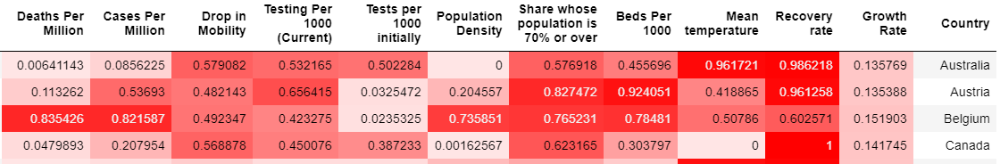 Deaths Per Million Cases Per Million Drop in Mobility Testing Per 1000 (Current) Tests per 1000 initially Population Density Share whose population is 70% or over Beds Per 1000 Mean temperature Recovery rate Growth Rate Country
0.00641143 0.0856225 0.579082 0.532165 0.502284 0 0.576918 0.455696 0.961721 0.986218 0.135769 Australia
0.113262 0.53693 0.482143 0.656415 0.0325472 0.204557 0.827472 0.924051 0.418865 0.961258 0.135388 Austria
0.835426 0.821587 0.492347 0.423275 0.0235325 0.735851 0.765231 0.78481 0.50786 0.602571 0.151903 Belgium
0.0479893 0.207954 0.568878 0.450076 0.387233 0.00162567 0.623165 0.303797 0 1 0.141745 Canada